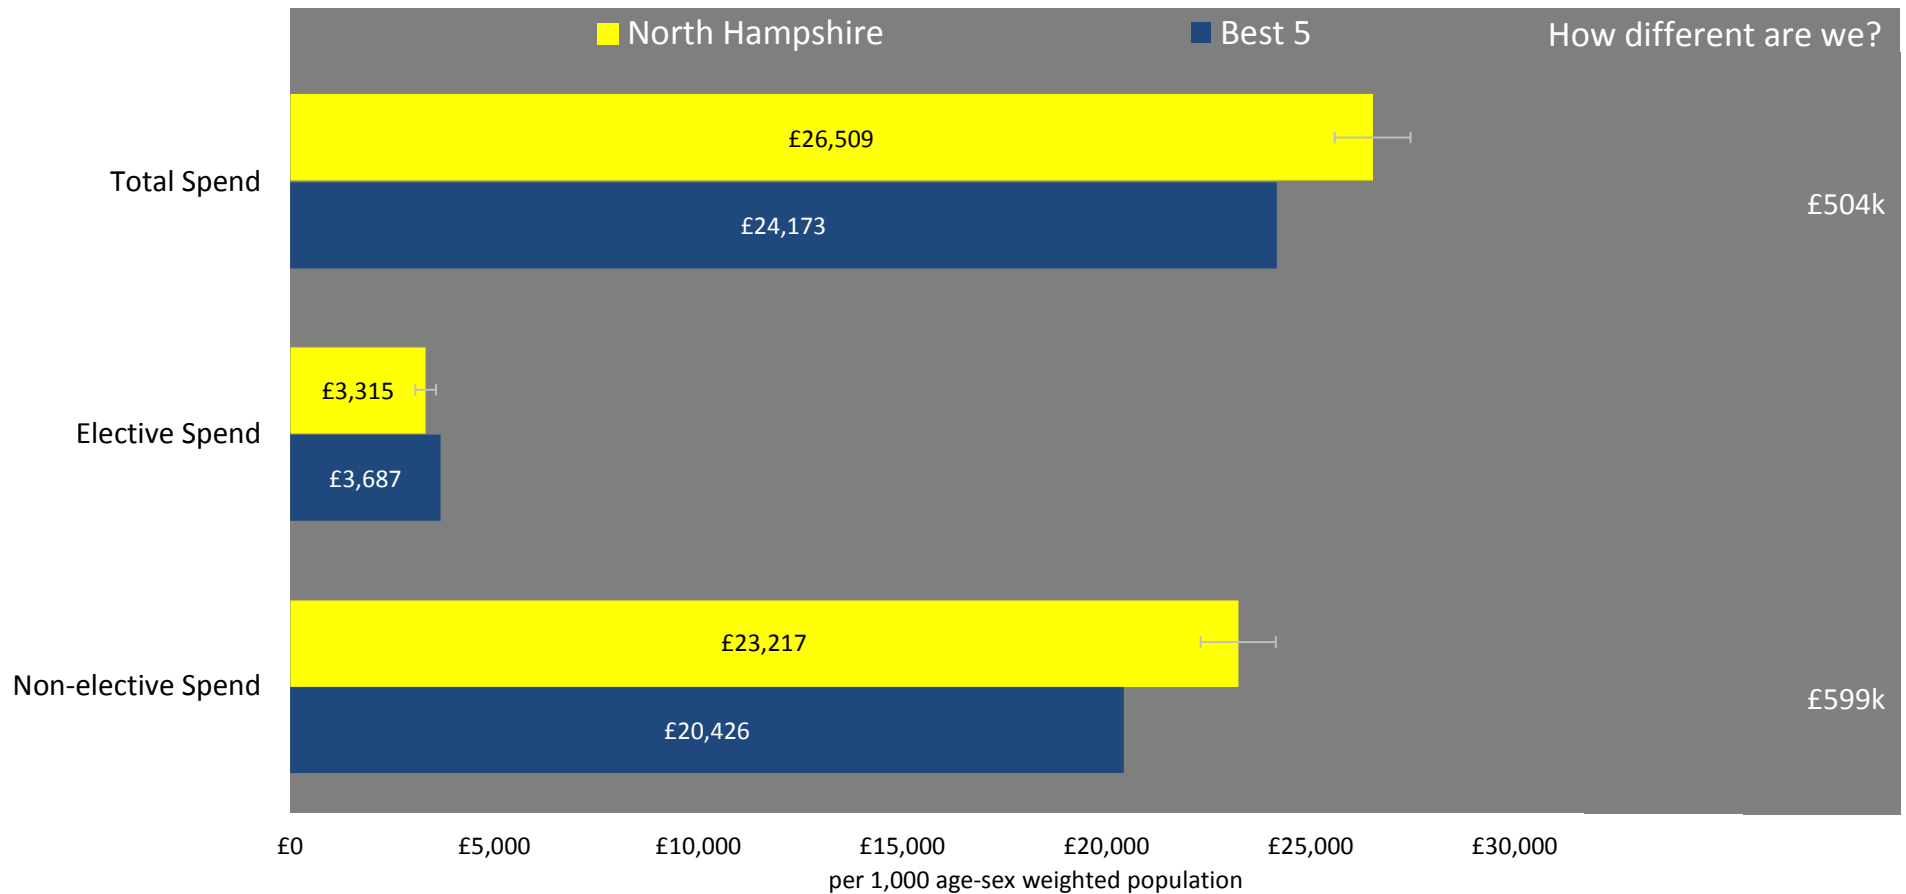 North Hampshire
Best 5
How different are we?
Total Spend
£26,509
£24,173
£504k
Elective Spend
£3,315
£3,687
Non-elective Spend
£23,217
£20,426
£599k
£0 £5,000 £10,000 £15,000 £20,000 £25,000 £30,000
per 1,000 age-sex weighted population